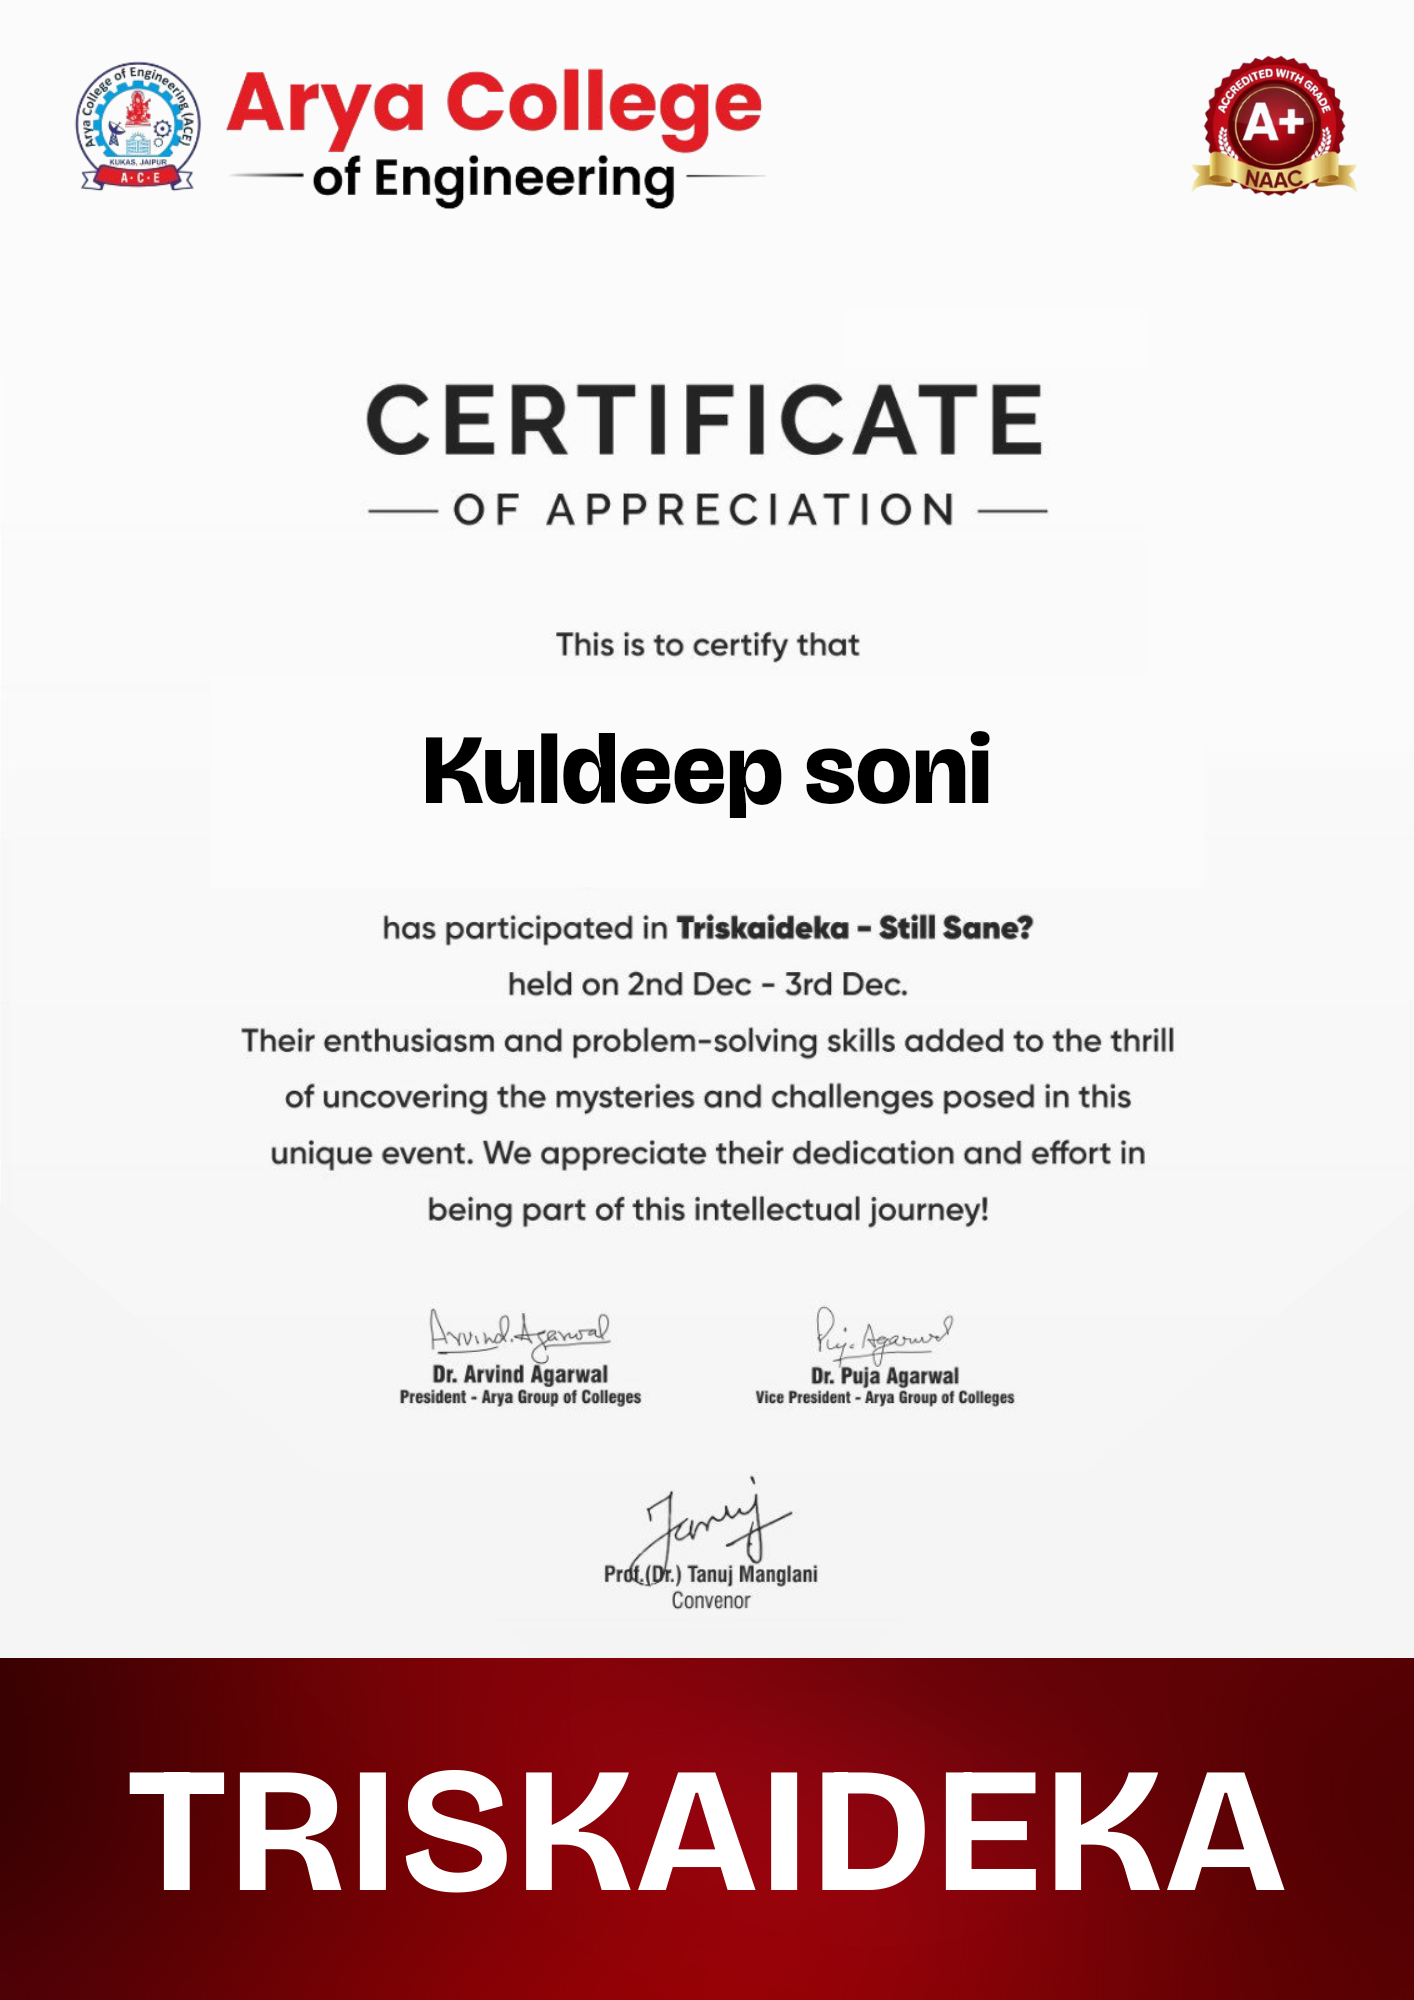 Arya College of Engineering (ACE)
KUKAS, JAIPUR
A · C · E
Arya College
of Engineering
ACCREDITED WITH GRADE
A+
NAAC
CERTIFICATE
OF APPRECIATION
This is to certify that
Kuldeep soni
has participated in Triskaideka - Still Sane?
held on 2nd Dec - 3rd Dec.
Their enthusiasm and problem-solving skills added to the thrill
of uncovering the mysteries and challenges posed in this
unique event. We appreciate their dedication and effort in
being part of this intellectual journey!
Arvind. Agarwal
Puja Agarwal
Dr. Arvind Agarwal
Dr. Puja Agarwal
President - Arya Group of Colleges
Vice President - Arya Group of Colleges
Tanuj
Prof.(Dr.) Tanuj Manglani
Convenor
TRISKAIDEKA